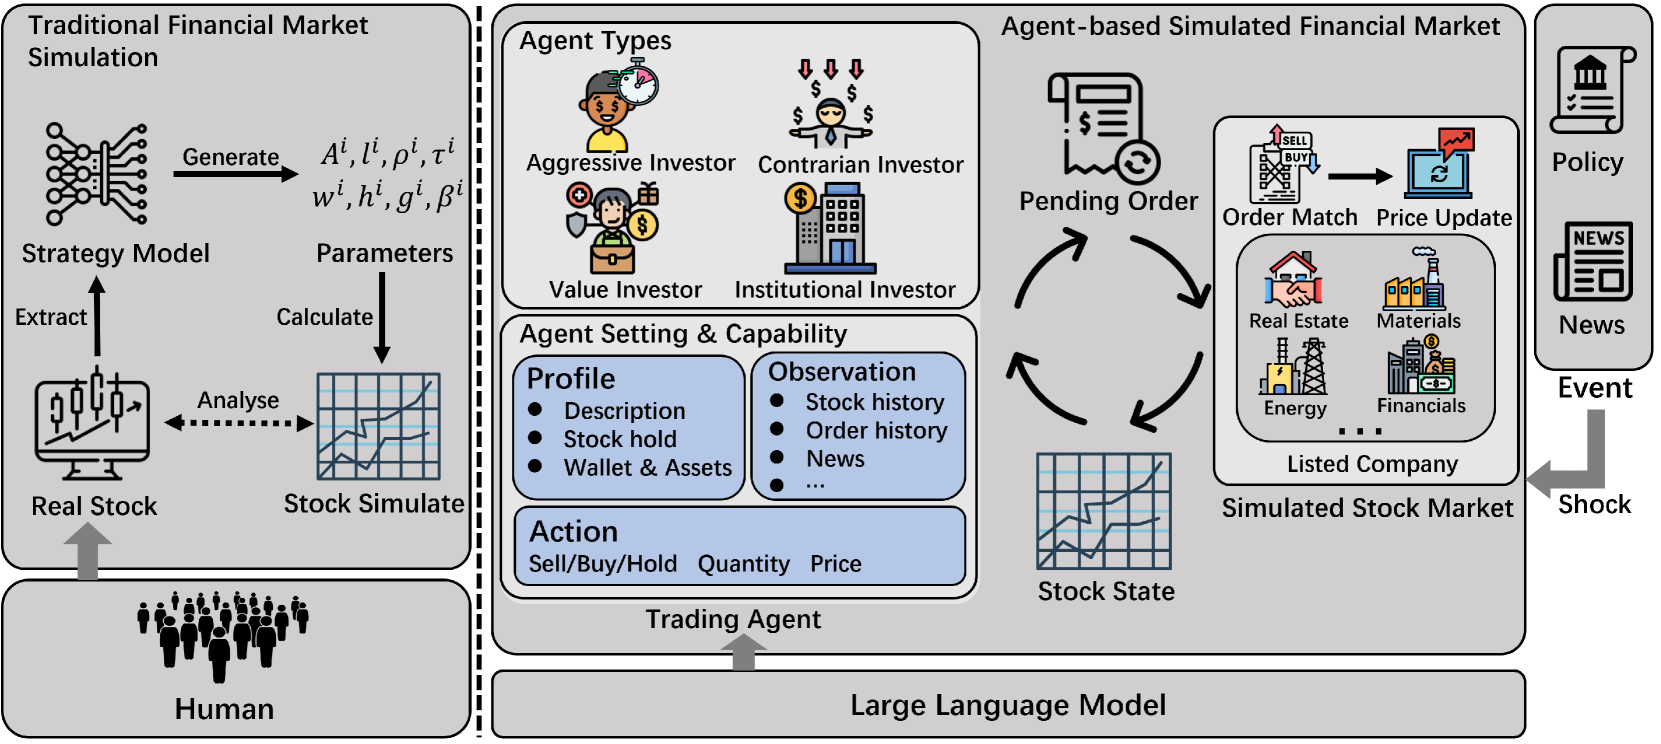 Traditional Financial Market
Simulation
Generate
A^i, l^i, ρ^i, τ^i
w^i, h^i, g^i, β^i
Strategy Model
Parameters
Extract
Calculate
Analyse
Real Stock
Stock Simulate
Human
Agent-based Simulated Financial Market
Agent Types
Aggressive Investor
Contrarian Investor
Value Investor
Institutional Investor
Agent Setting & Capability
Profile
● Description
● Stock hold
● Wallet & Assets
Observation
● Stock history
● Order history
● News
● ...
Action
Sell/Buy/Hold Quantity Price
Trading Agent
$
Pending Order
SELL
BUY
Order Match
Price Update
Real Estate
Materials
Energy
Financials
...
Listed Company
Simulated Stock Market
Stock State
Large Language Model
Policy
NEWS
News
Event
Shock